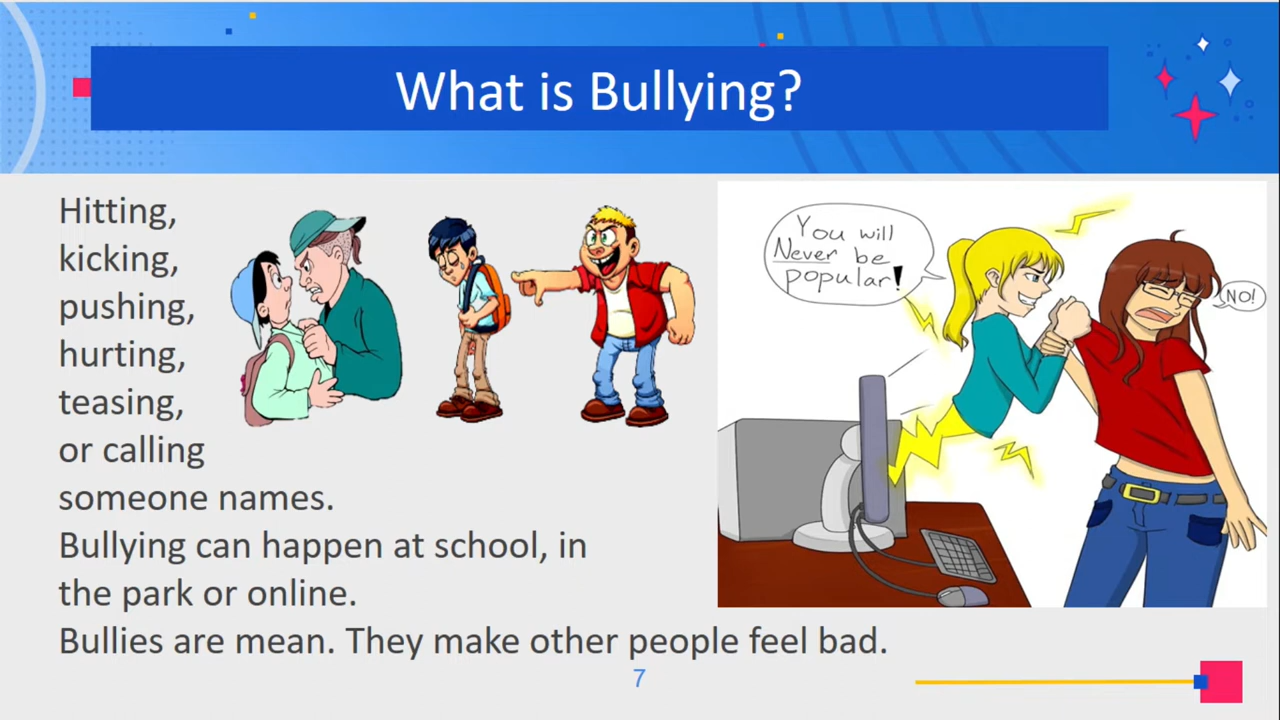 What is Bullying?
Hitting,
kicking,
pushing,
hurting,
teasing,
or calling
someone names.
Bullying can happen at school, in
the park or online.
Bullies are mean. They make other people feel bad.
You will
Never be
popular!
NO!
7